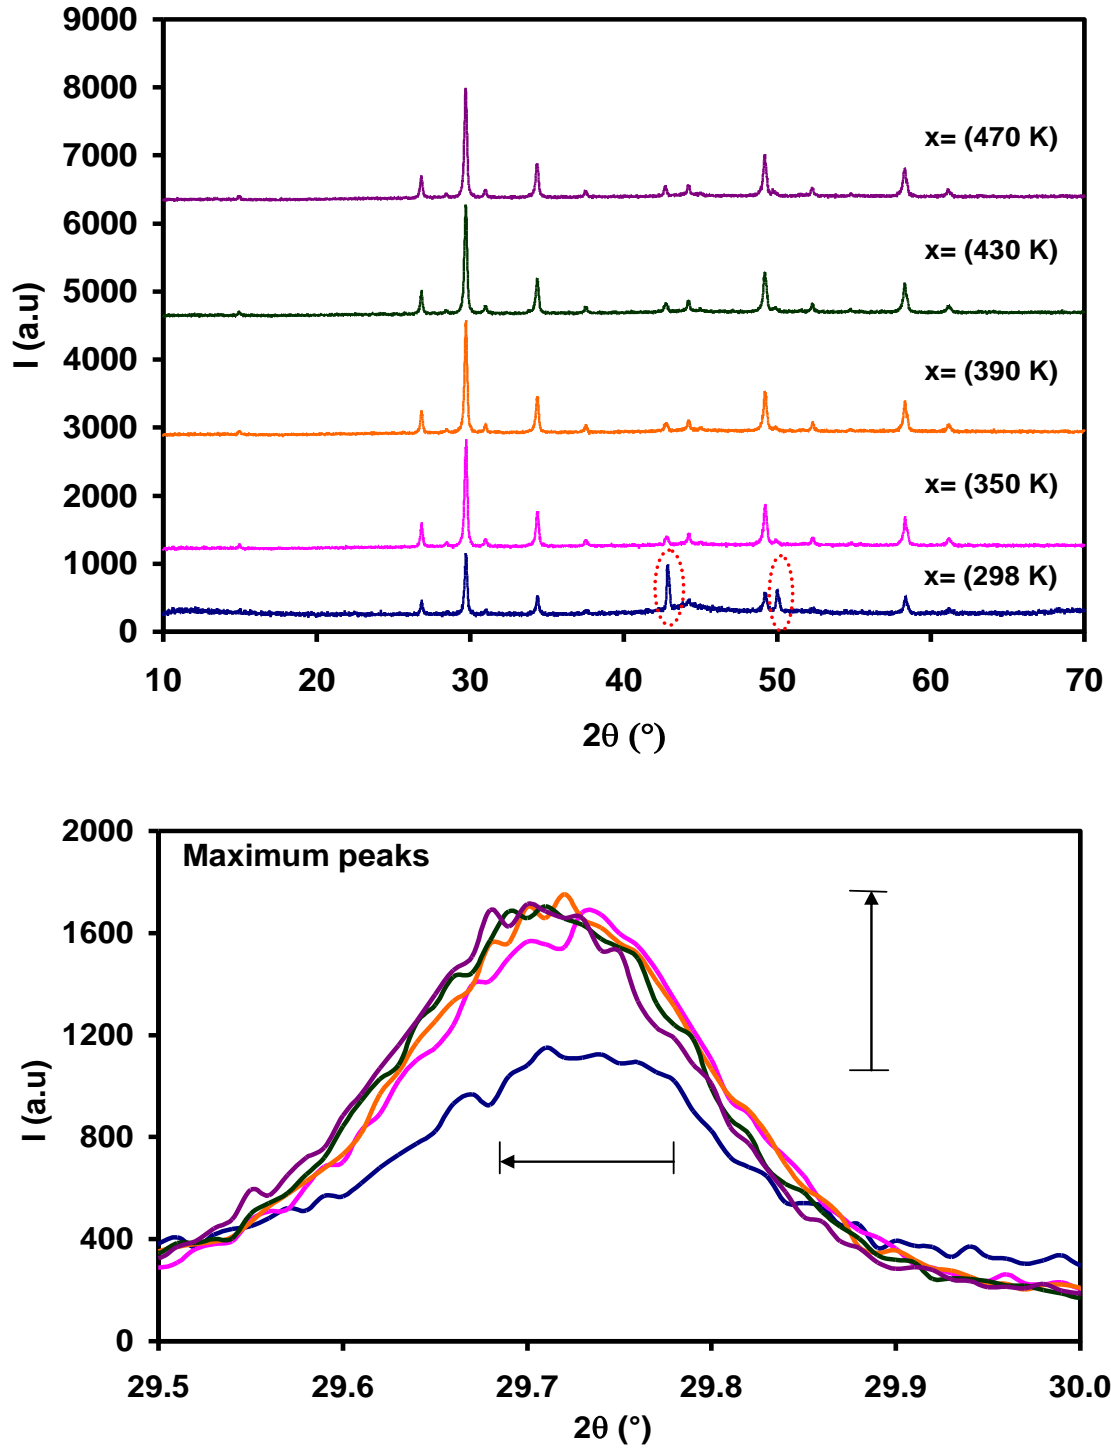 9000
8000
7000
6000
5000
4000
3000
2000
1000
0
I (a.u)
x= (470 K)
x= (430 K)
x= (390 K)
x= (350 K)
x= (298 K)
10 20 30 40 50 60 70
2θ (°)
2000
1600
1200
800
400
0
I (a.u)
Maximum peaks
29.5 29.6 29.7 29.8 29.9 30.0
2θ (°)